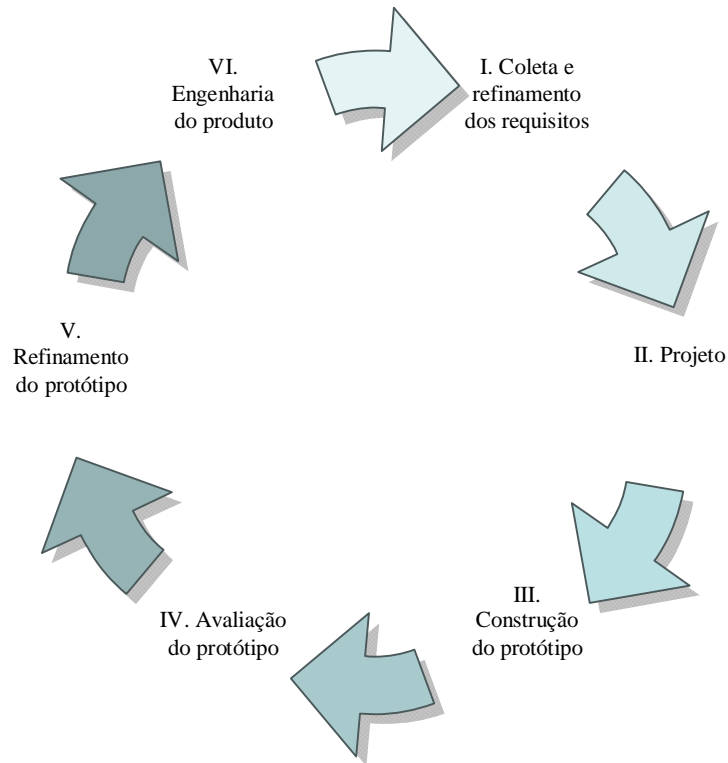 I. Coleta e
refinamento
dos requisitos
II. Projeto
III.
Construção
do protótipo
IV. Avaliação
do protótipo
V.
Refinamento
do protótipo
VI.
Engenharia
do produto